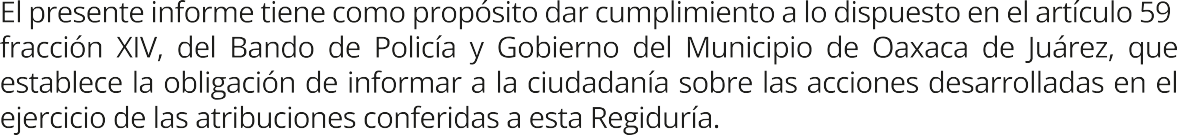 El presente informe tiene como propósito dar cumplimiento a lo dispuesto en el artículo 59
fracción XIV, del Bando de Policía y Gobierno del Municipio de Oaxaca de Juárez, que
establece la obligación de informar a la ciudadanía sobre las acciones desarrolladas en el
ejercicio de las atribuciones conferidas a esta Regiduría.